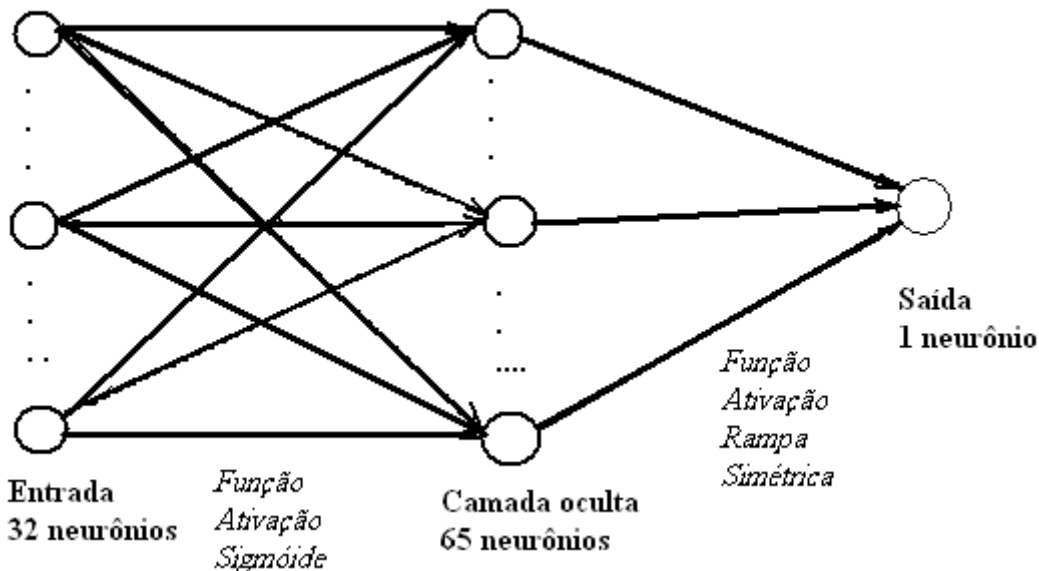 Saída
1 neurônio
Função
Ativação
Rampa
Simétrica
Entrada
32 neurônios
Função
Ativação
Sigmóide
Camada oculta
65 neurônios